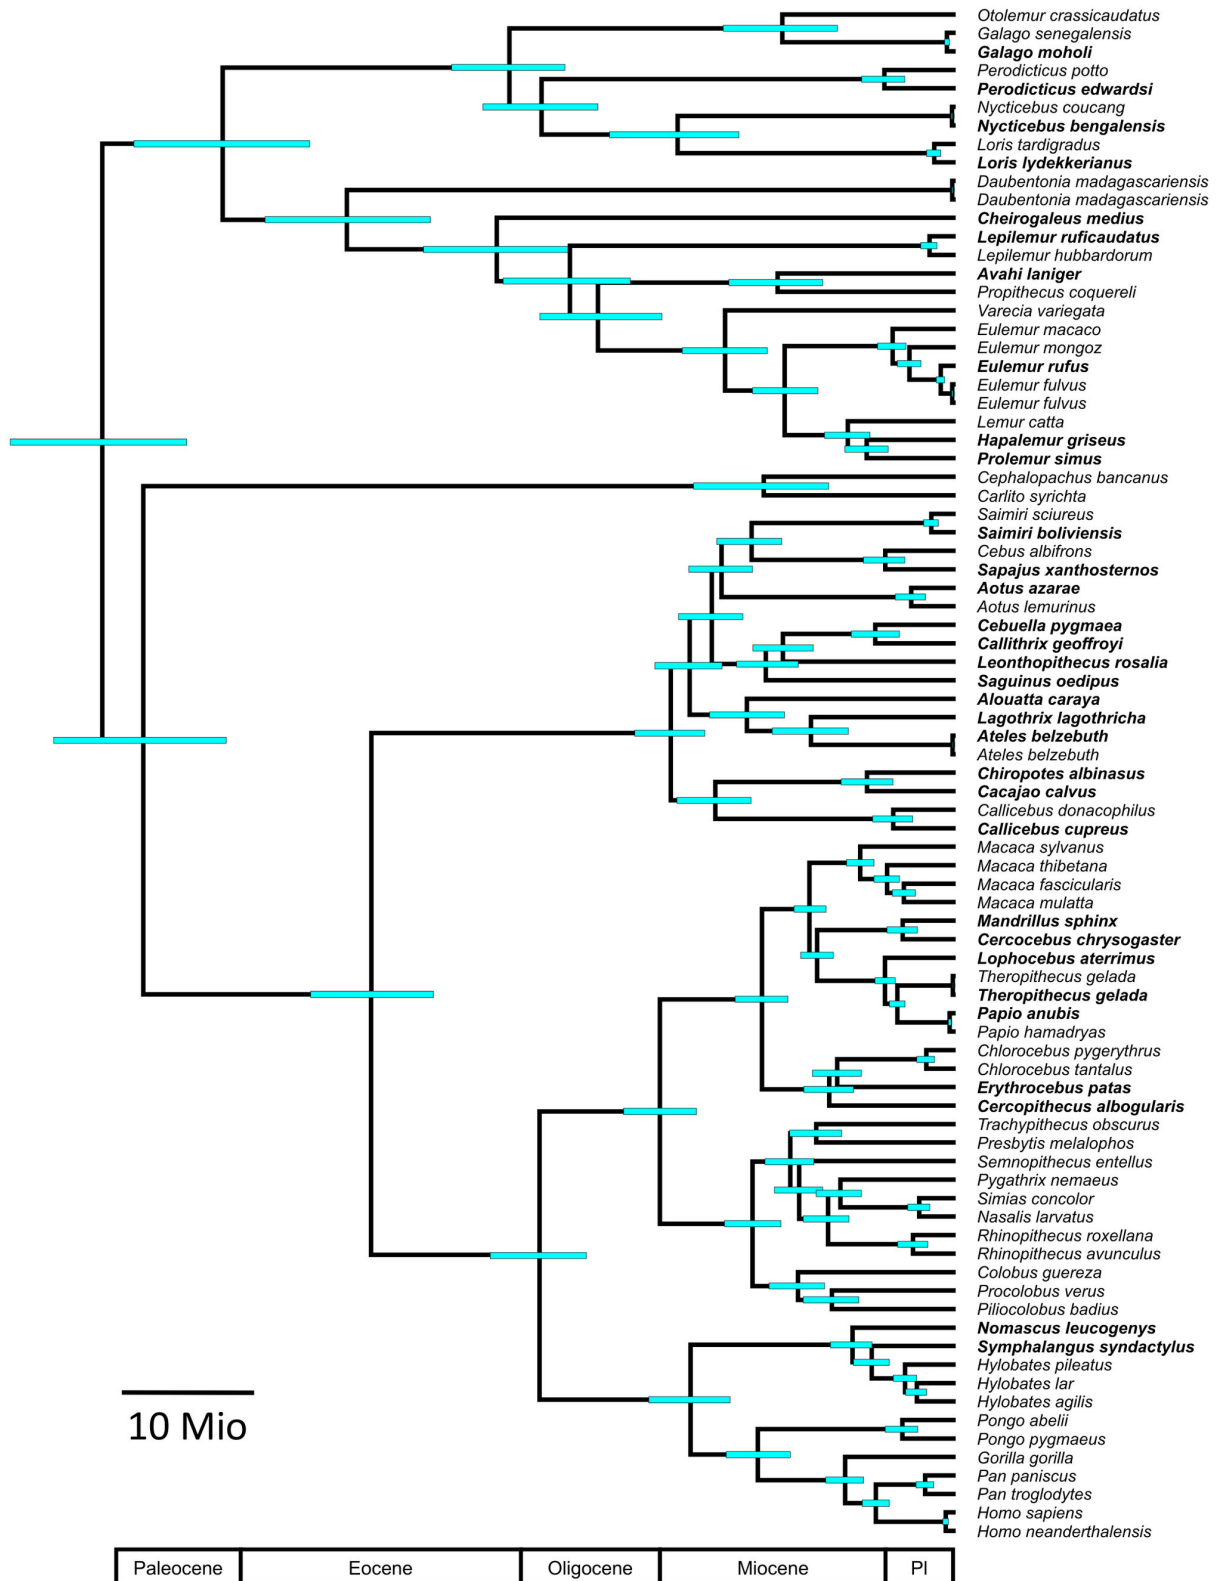 Otolemur crassicaudatus
Galago senegalensis
Galago moholi
Perodicticus potto
Perodicticus edwardsi
Nycticebus coucang
Nycticebus bengalensis
Loris tardigradus
Loris lydekkerianus
Daubentonia madagascariensis
Daubentonia madagascariensis
Cheirogaleus medius
Lepilemur ruficaudatus
Lepilemur hubbardorum
Avahi laniger
Propithecus coquereli
Varecia variegata
Eulemur macaco
Eulemur mongoz
Eulemur rufus
Eulemur fulvus
Eulemur fulvus
Lemur catta
Hapalemur griseus
Prolemur simus
Cephalopachus bancanus
Carlito syrichta
Saimiri sciureus
Saimiri boliviensis
Cebus albifrons
Sapajus xanthosternos
Aotus azarae
Aotus lemurinus
Cebuella pygmaea
Callithrix geoffroyi
Leonthopithecus rosalia
Saguinus oedipus
Alouatta caraya
Lagothrix lagothricha
Ateles belzebuth
Ateles belzebuth
Chiropotes albinasus
Cacajao calvus
Callicebus donacophilus
Callicebus cupreus
Macaca sylvanus
Macaca thibetana
Macaca fascicularis
Macaca mulatta
Mandrillus sphinx
Cercocebus chrysogaster
Lophocebus aterrimus
Theropithecus gelada
Theropithecus gelada
Papio anubis
Papio hamadryas
Chlorocebus pygerythrus
Chlorocebus tantalus
Erythrocebus patas
Cercopithecus albogularis
Trachypithecus obscurus
Presbytis melalophos
Semnopithecus entellus
Pygathrix nemaeus
Simias concolor
Nasalis larvatus
Rhinopithecus roxellana
Rhinopithecus avunculus
Colobus guereza
Procolobus verus
Piliocolobus badius
Nomascus leucogenys
Symphalangus syndactylus
Hylobates pileatus
Hylobates lar
Hylobates agilis
Pongo abelii
Pongo pygmaeus
Gorilla gorilla
Pan paniscus
Pan troglodytes
Homo sapiens
Homo neanderthalensis
10 Mio
Paleocene Eocene Oligocene Miocene Pl